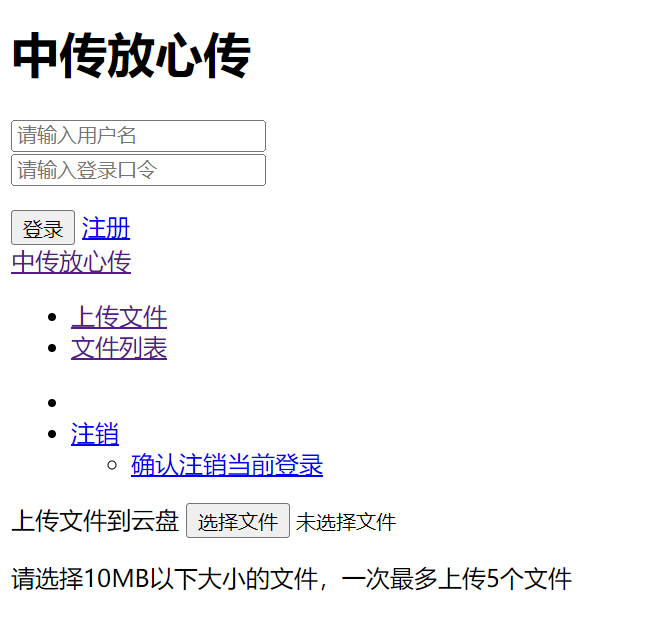 中传放心传
请输入用户名
请输入登录口令
登录 注册
中传放心传
上传文件
文件列表
注销
确认注销当前登录
上传文件到云盘 选择文件 未选择文件
请选择10MB以下大小的文件，一次最多上传5个文件